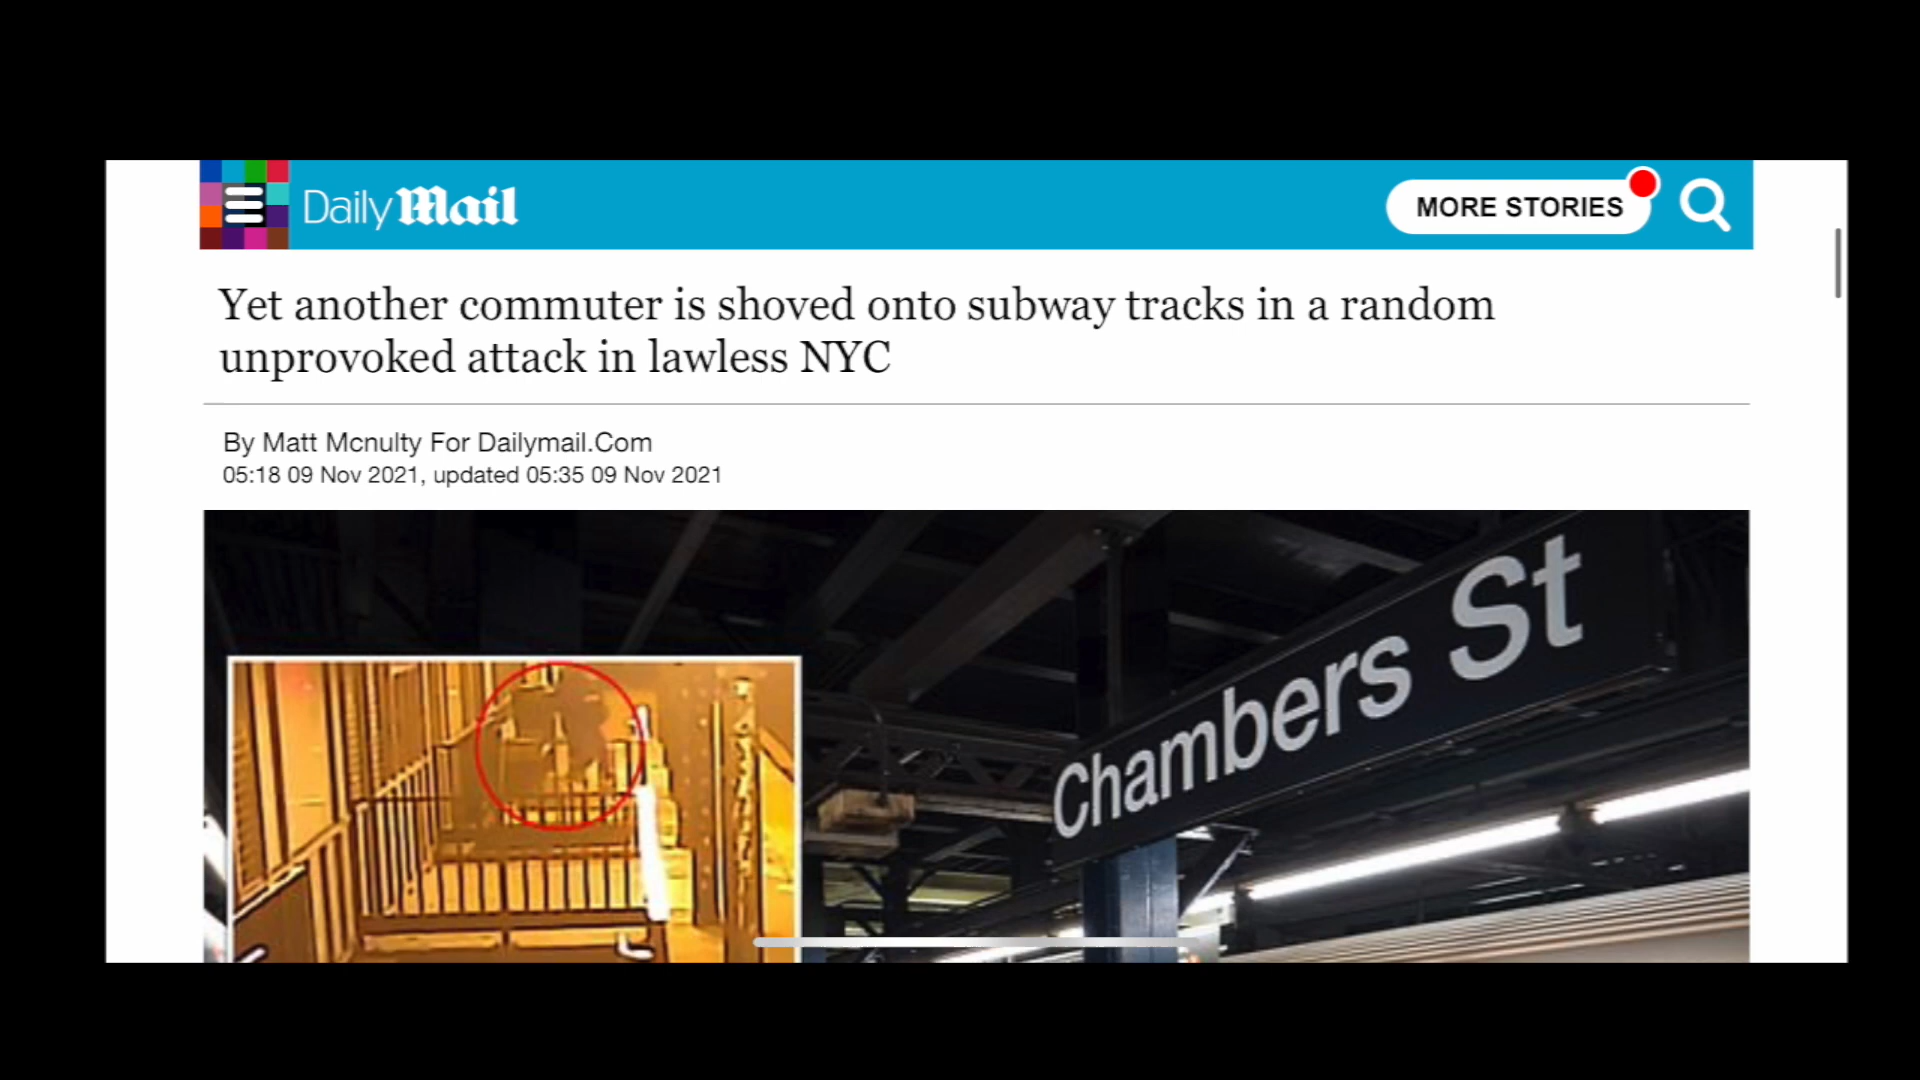 Daily Mail
MORE STORIES
Yet another commuter is shoved onto subway tracks in a random
unprovoked attack in lawless NYC
By Matt Mcnulty For Dailymail.Com
05:18 09 Nov 2021, updated 05:35 09 Nov 2021
Chambers St